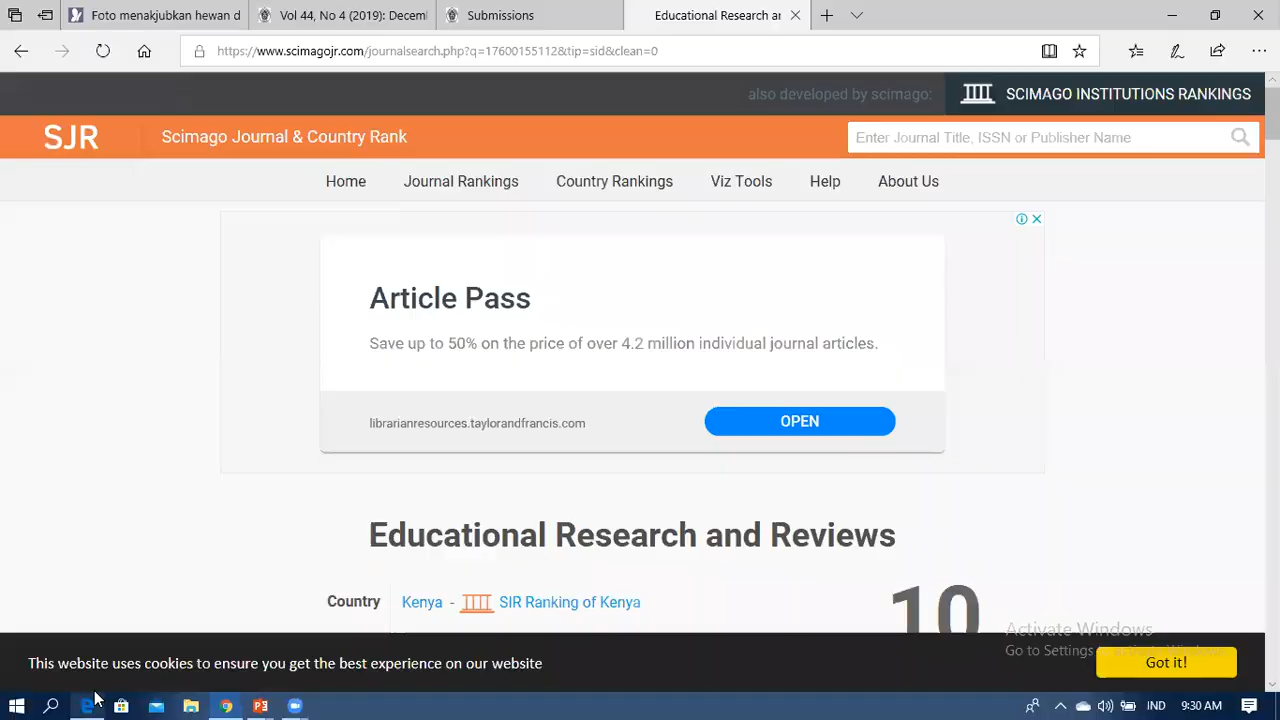 Foto menakjubkan hewan d
Vol 44, No 4 (2019): Decemb
Submissions
Educational Research ar
https://www.scimagojr.com/journalsearch.php?q=17600155112&tip=sid&clean=0
also developed by scimago:
SCIMAGO INSTITUTIONS RANKINGS
SJR
Scimago Journal & Country Rank
Enter Journal Title, ISSN or Publisher Name
Home
Journal Rankings
Country Rankings
Viz Tools
Help
About Us
Article Pass
Save up to 50% on the price of over 4.2 million individual journal articles.
librarianresources.taylorandfrancis.com
OPEN
Educational Research and Reviews
Country
Kenya - SIR Ranking of Kenya
10
Activate Windows
Go to Settings to activate Windows.
This website uses cookies to ensure you get the best experience on our website
Got it!
IND
9:30 AM